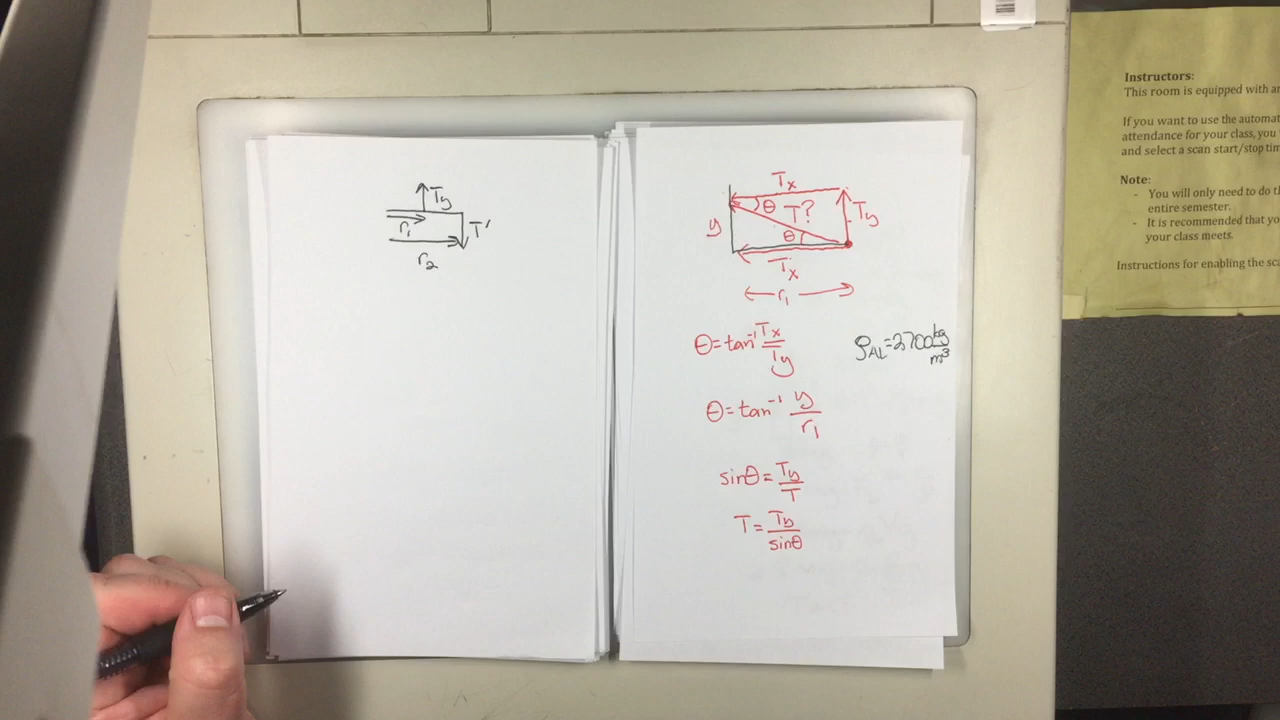 Ty
r₁
T'
r₂
Tx
θ T?
y
Ty
θ
Tx
r₁
θ=tan⁻¹ Tx/Ty
ρAL=2700 kg/m³
θ=tan⁻¹ y/r₁
sinθ=Ty/T
T=Ty/sinθ
Instructors:
This room is equipped with
If you want to use the automat
attendance for your class, you
and select a scan start/stop tim
Note:
- You will only need to do t
entire semester.
- It is recommended that yo
your class meets.
Instructions for enabling the sc